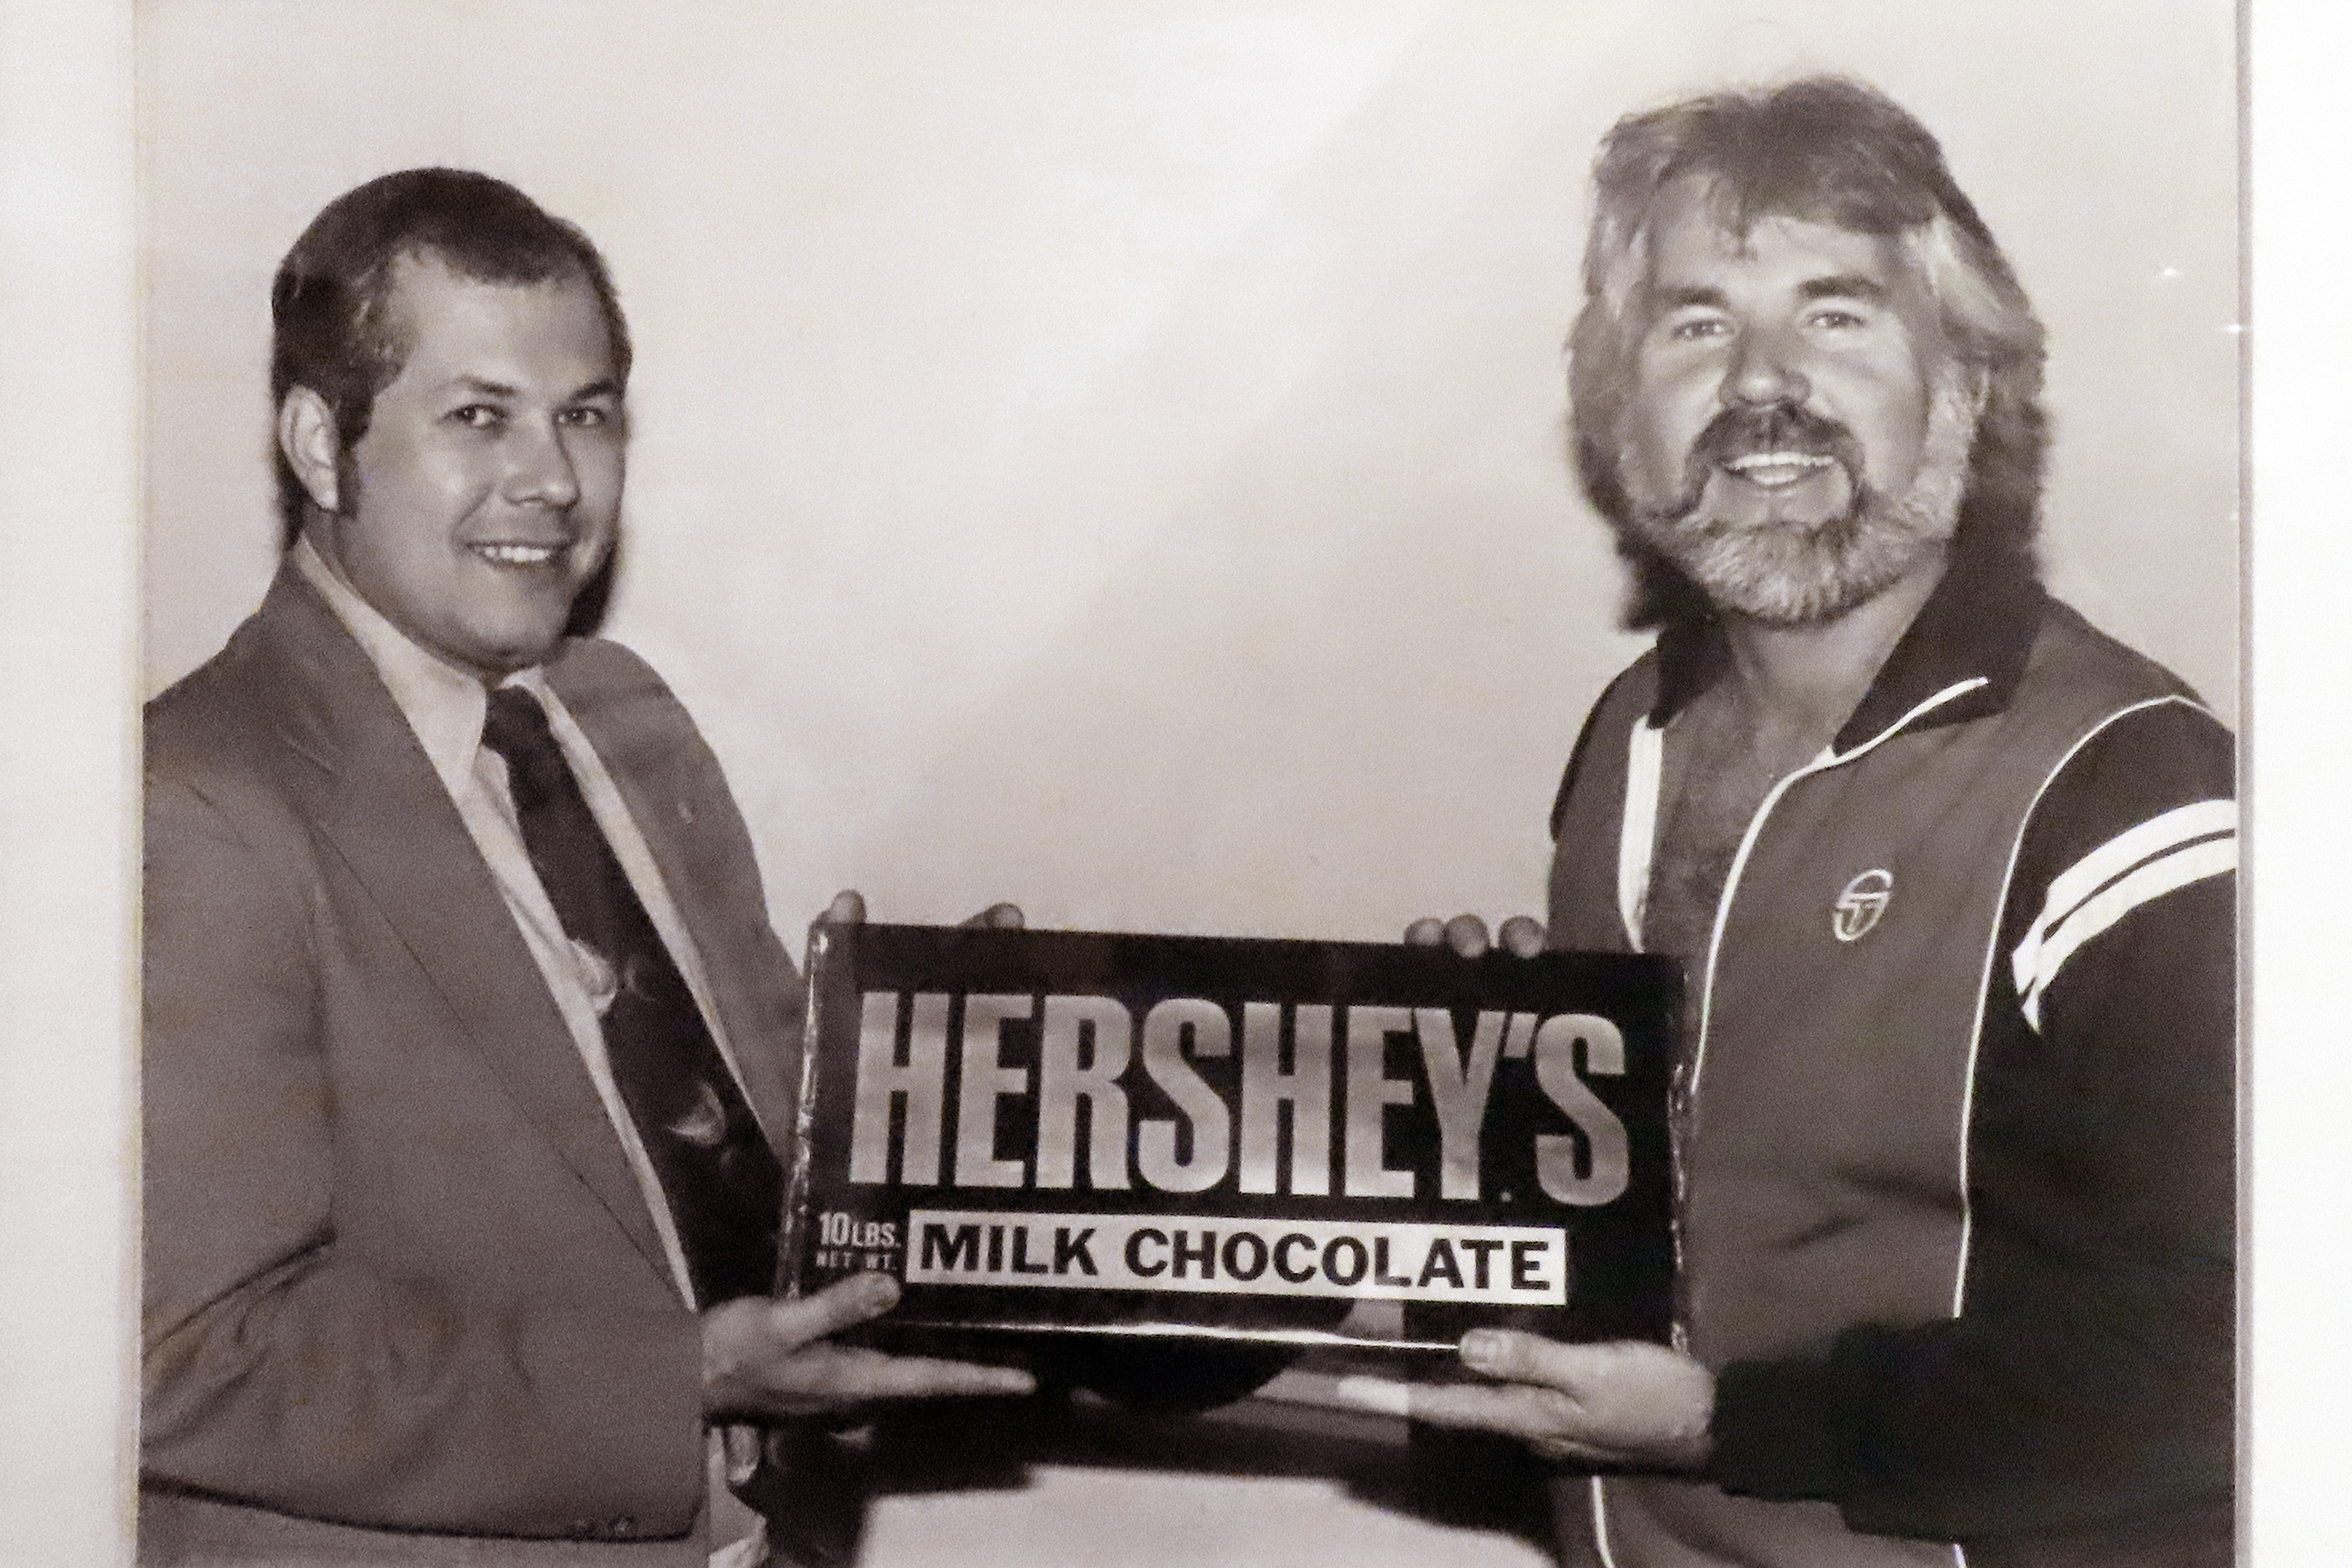 HERSHEY'S
10 LBS.
NET WT.
MILK CHOCOLATE